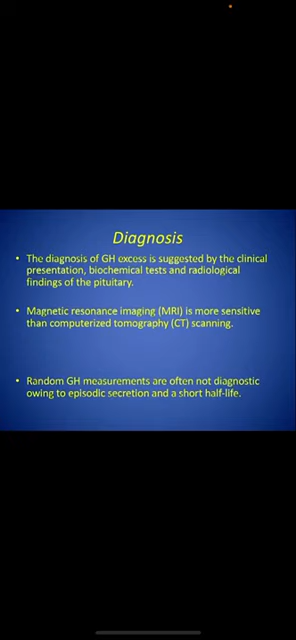 Diagnosis
• The diagnosis of GH excess is suggested by the clinical
presentation, biochemical tests and radiological
findings of the pituitary.
• Magnetic resonance imaging (MRI) is more sensitive
than computerized tomography (CT) scanning.
• Random GH measurements are often not diagnostic
owing to episodic secretion and a short half-life.